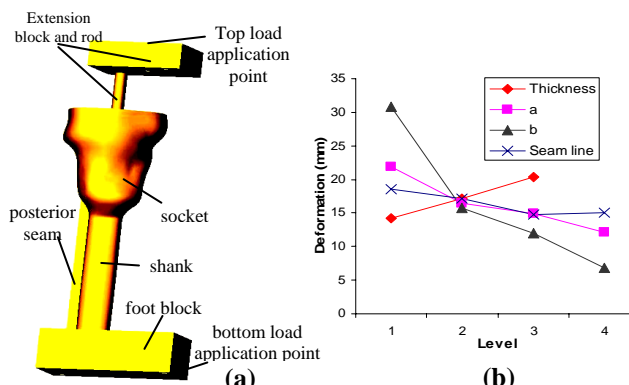 Extension
block and rod
Top load
application
point
socket
posterior
seam
shank
foot block
bottom load
application point
(a)
Thickness
a
b
Seam line
Deformation (mm)
35
30
25
20
15
10
5
0
1 2 3 4
Level
(b)